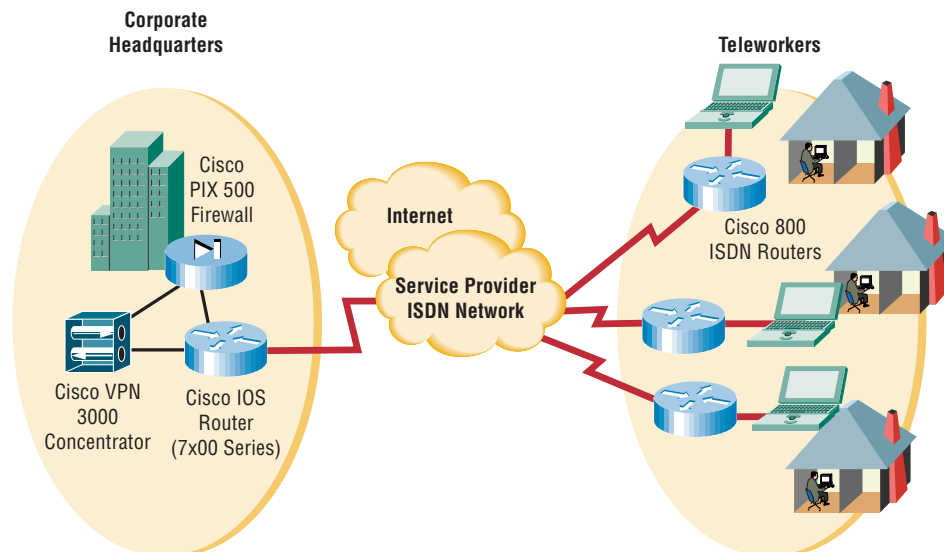 Corporate
Headquarters
Teleworkers
Cisco
PIX 500
Firewall
Internet
Service Provider
ISDN Network
Cisco 800
ISDN Routers
Cisco VPN
3000
Concentrator
Cisco IOS
Router
(7x00 Series)